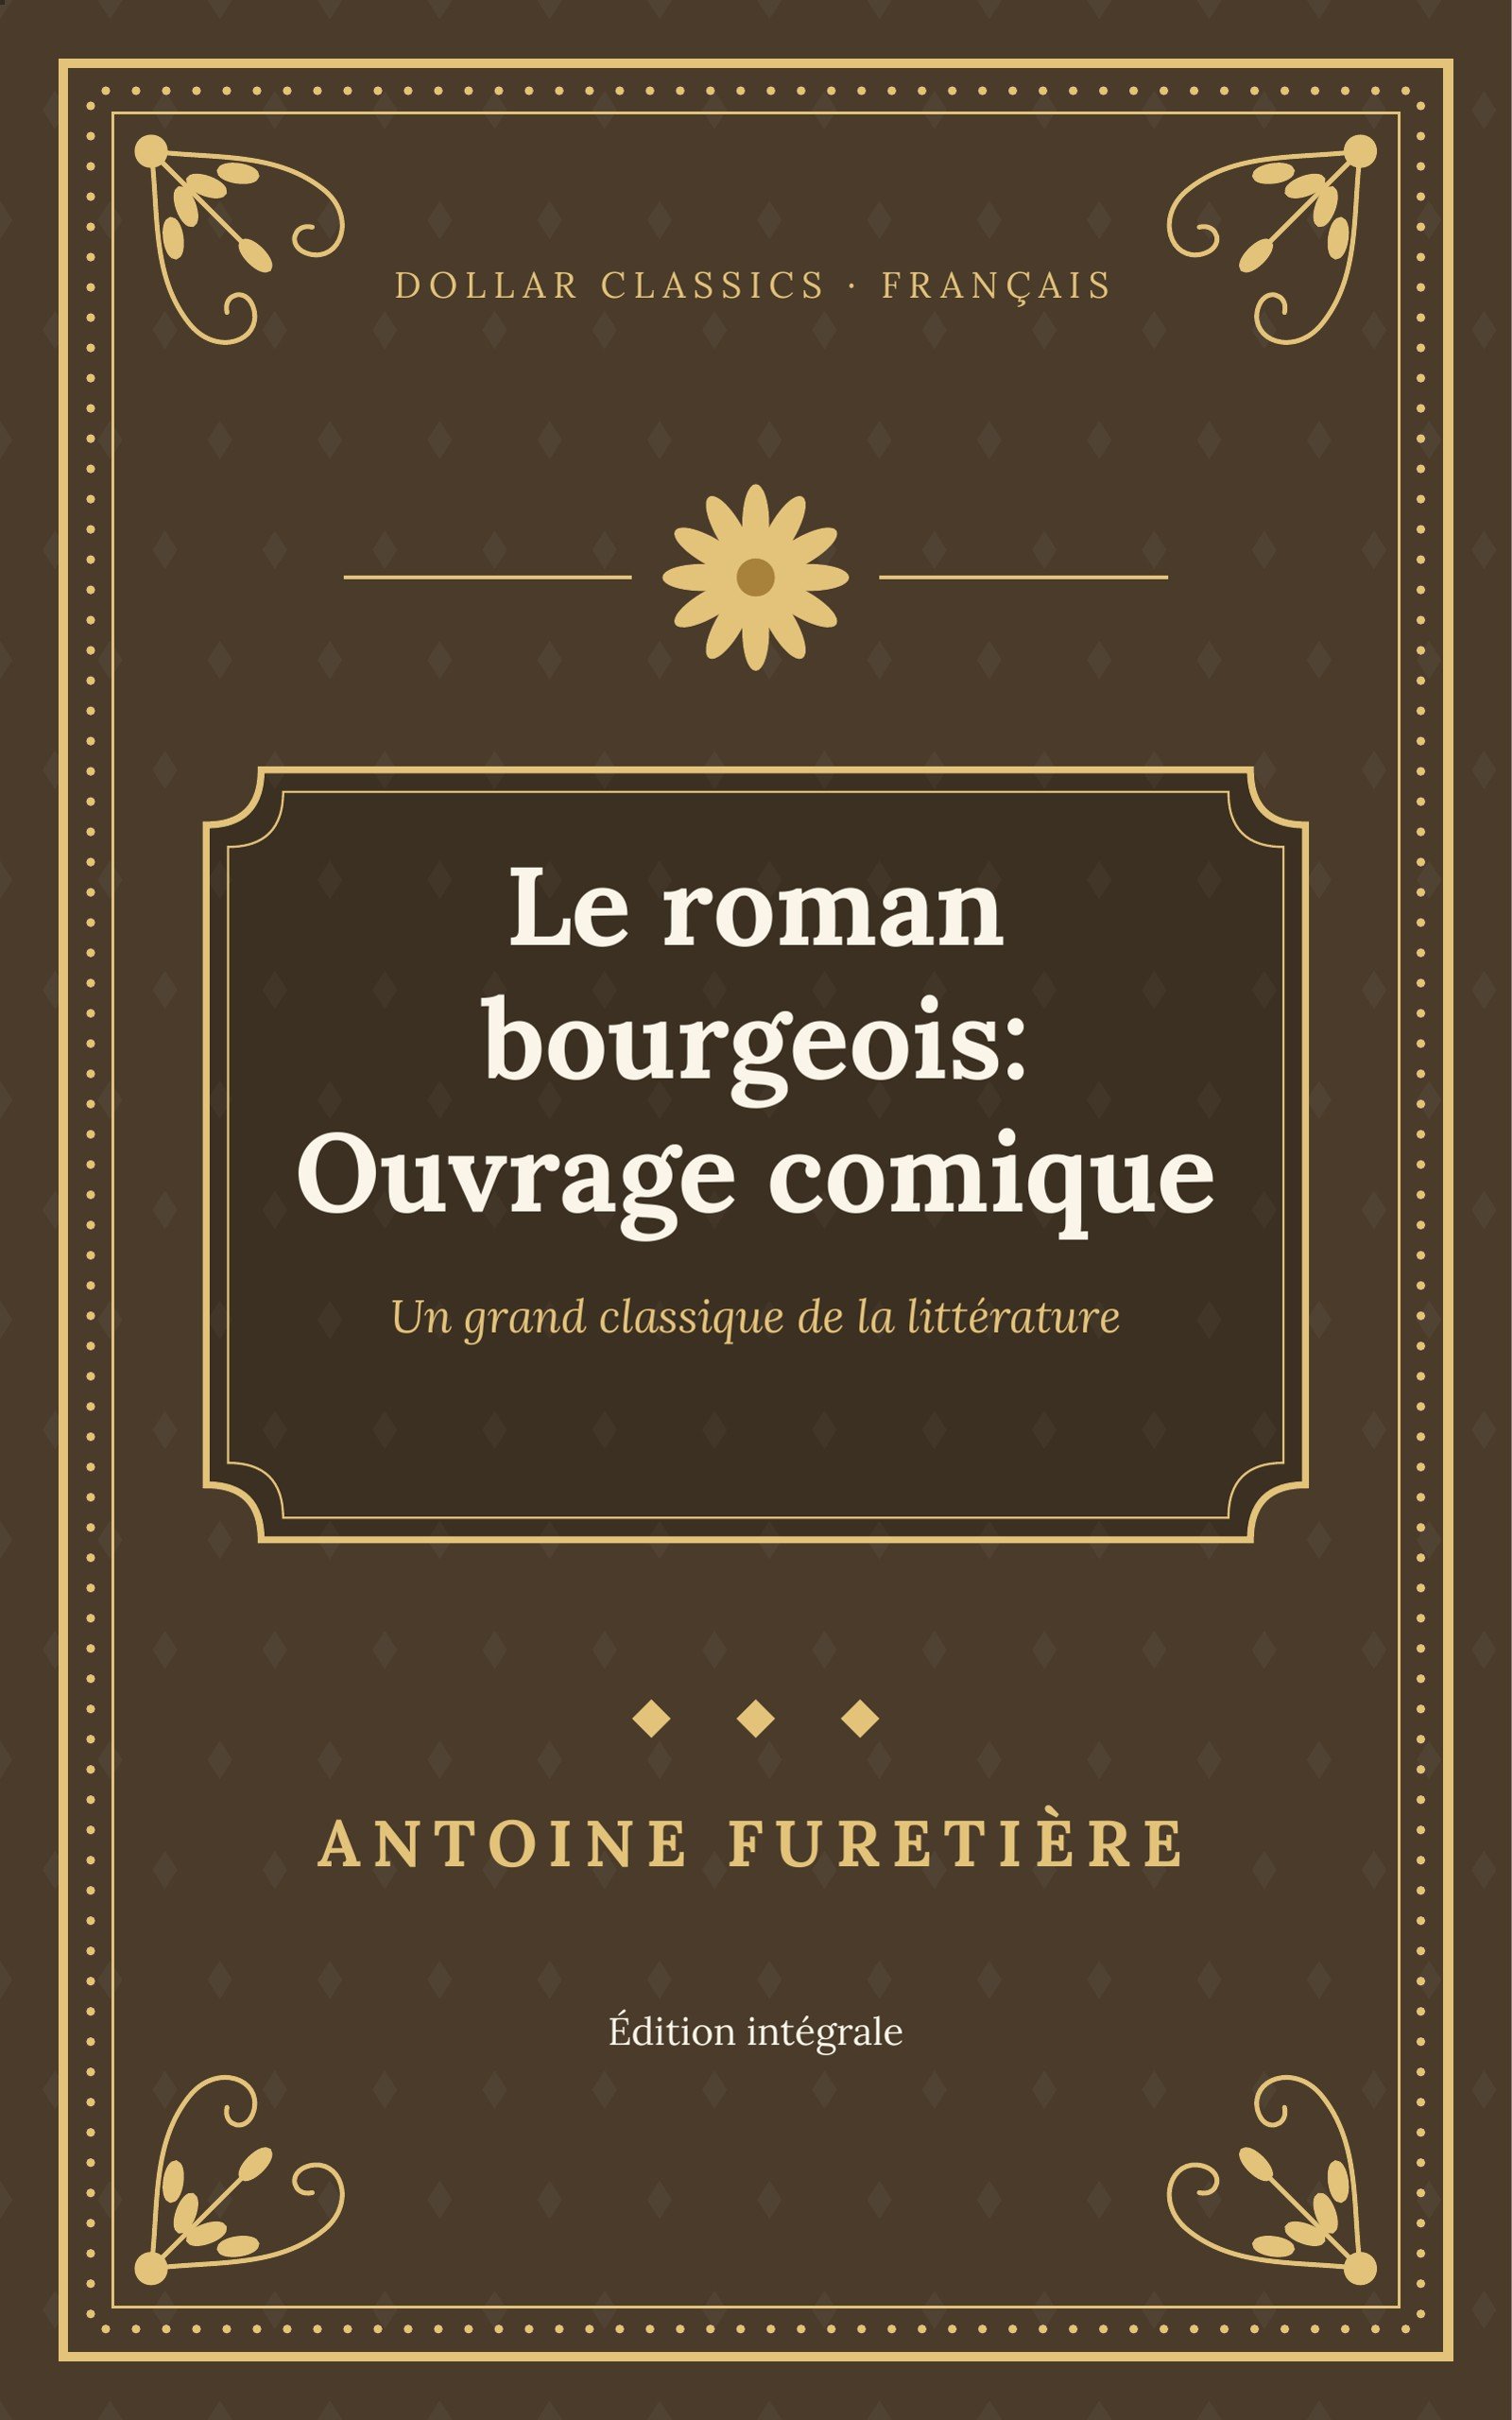 DOLLAR CLASSICS · FRANÇAIS
Le roman
bourgeois:
Ouvrage comique
Un grand classique de la littérature
ANTOINE FURETIÈRE
Édition intégrale